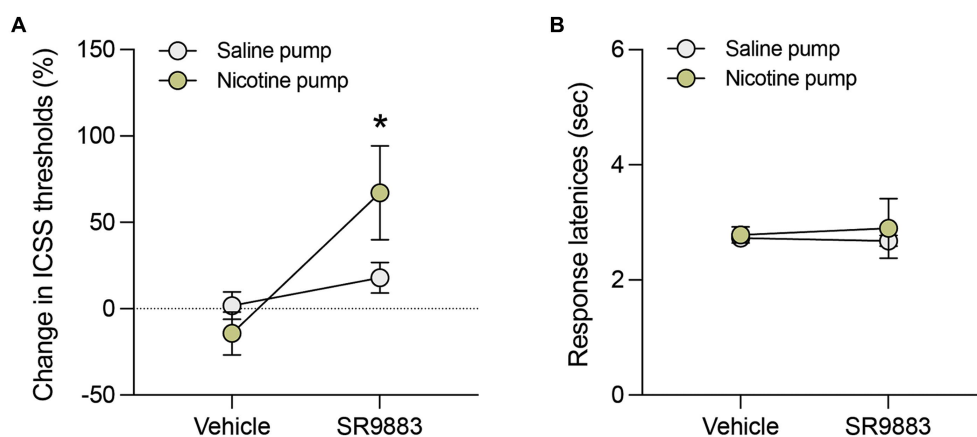 A
Change in ICSS thresholds (%)
150
100
50
0
-50
Saline pump
Nicotine pump
*
Vehicle
SR9883
B
Response latenices (sec)
6
4
2
0
Saline pump
Nicotine pump
Vehicle
SR9883